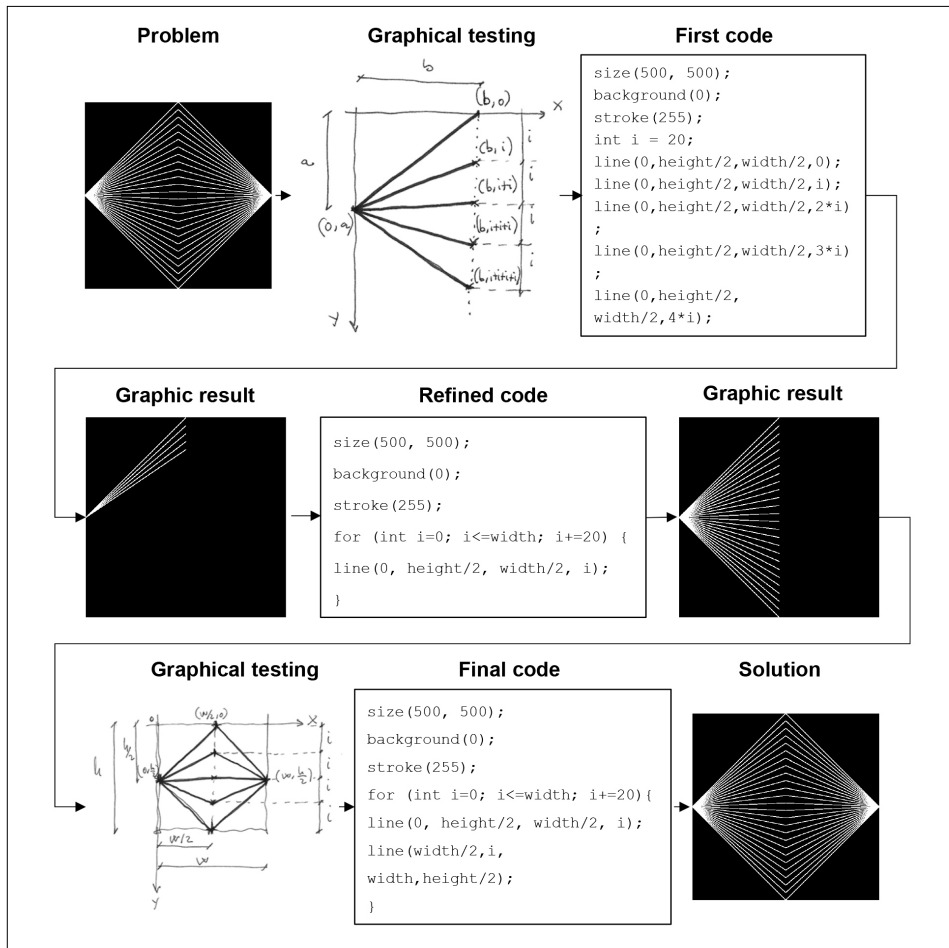 Problem
Graphical testing
First code
b
(b,0)
x
a
i
(b,i)
i
(b,i+i)
i
(0,a)
(b,i+i+i)
i
(b,i+i+i+i)
y
size(500, 500);
background(0);
stroke(255);
int i = 20;
line(0,height/2,width/2,0);
line(0,height/2,width/2,i);
line(0,height/2,width/2,2*i)
;
line(0,height/2,width/2,3*i)
;
line(0,height/2,
width/2,4*i);
Graphic result
Refined code
Graphic result
size(500, 500);
background(0);
stroke(255);
for (int i=0; i<=width; i+=20) {
line(0, height/2, width/2, i);
}
Graphical testing
Final code
Solution
0
(w/2,0)
X
h/2
h
(0,h/2)
(w,h/2)
i
i
i
i
w/2
w
y
size(500, 500);
background(0);
stroke(255);
for (int i=0; i<=width; i+=20){
line(0, height/2, width/2, i);
line(width/2,i,
width,height/2);
}